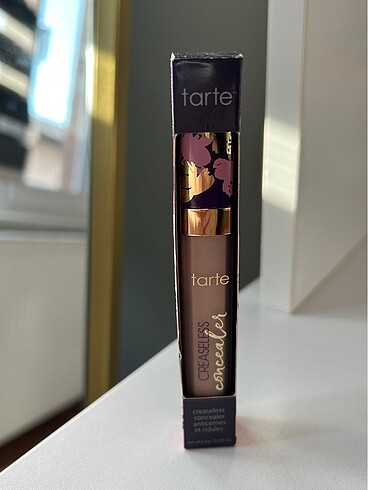 tarte
tarte
CREASELESS
concealer
creaseless
concealer
anticernes
et ridules